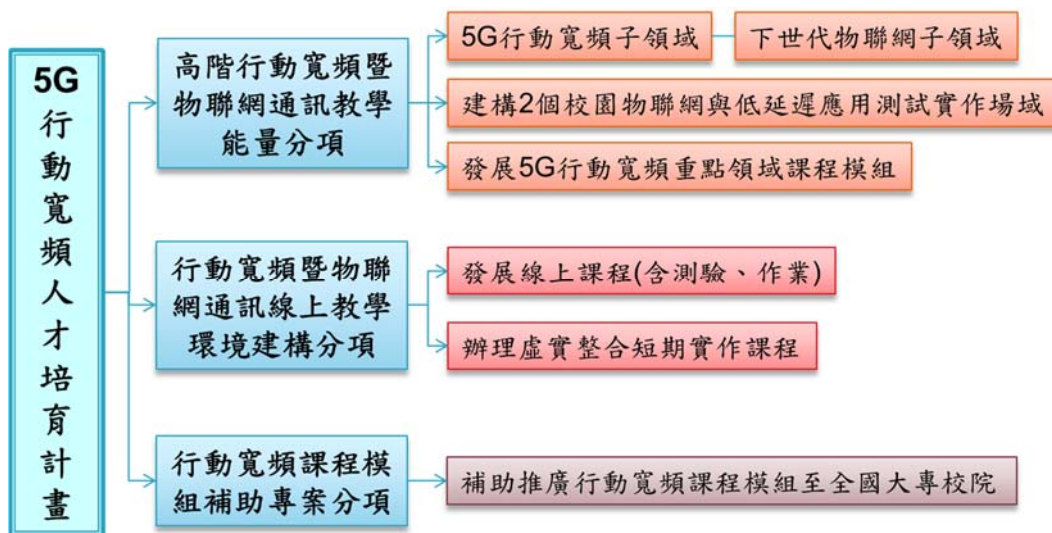 5G
行
動
寬
頻
人
才
培
育
計
畫
高階行動寬頻暨
物聯網通訊教學
能量分項
5G行動寬頻子領域
下世代物聯網子領域
建構2個校園物聯網與低延遲應用測試實作場域
發展5G行動寬頻重點領域課程模組
行動寬頻暨物聯
網通訊線上教學
環境建構分項
發展線上課程(含測驗、作業)
辦理虛實整合短期實作課程
行動寬頻課程模
組補助專案分項
補助推廣行動寬頻課程模組至全國大專校院